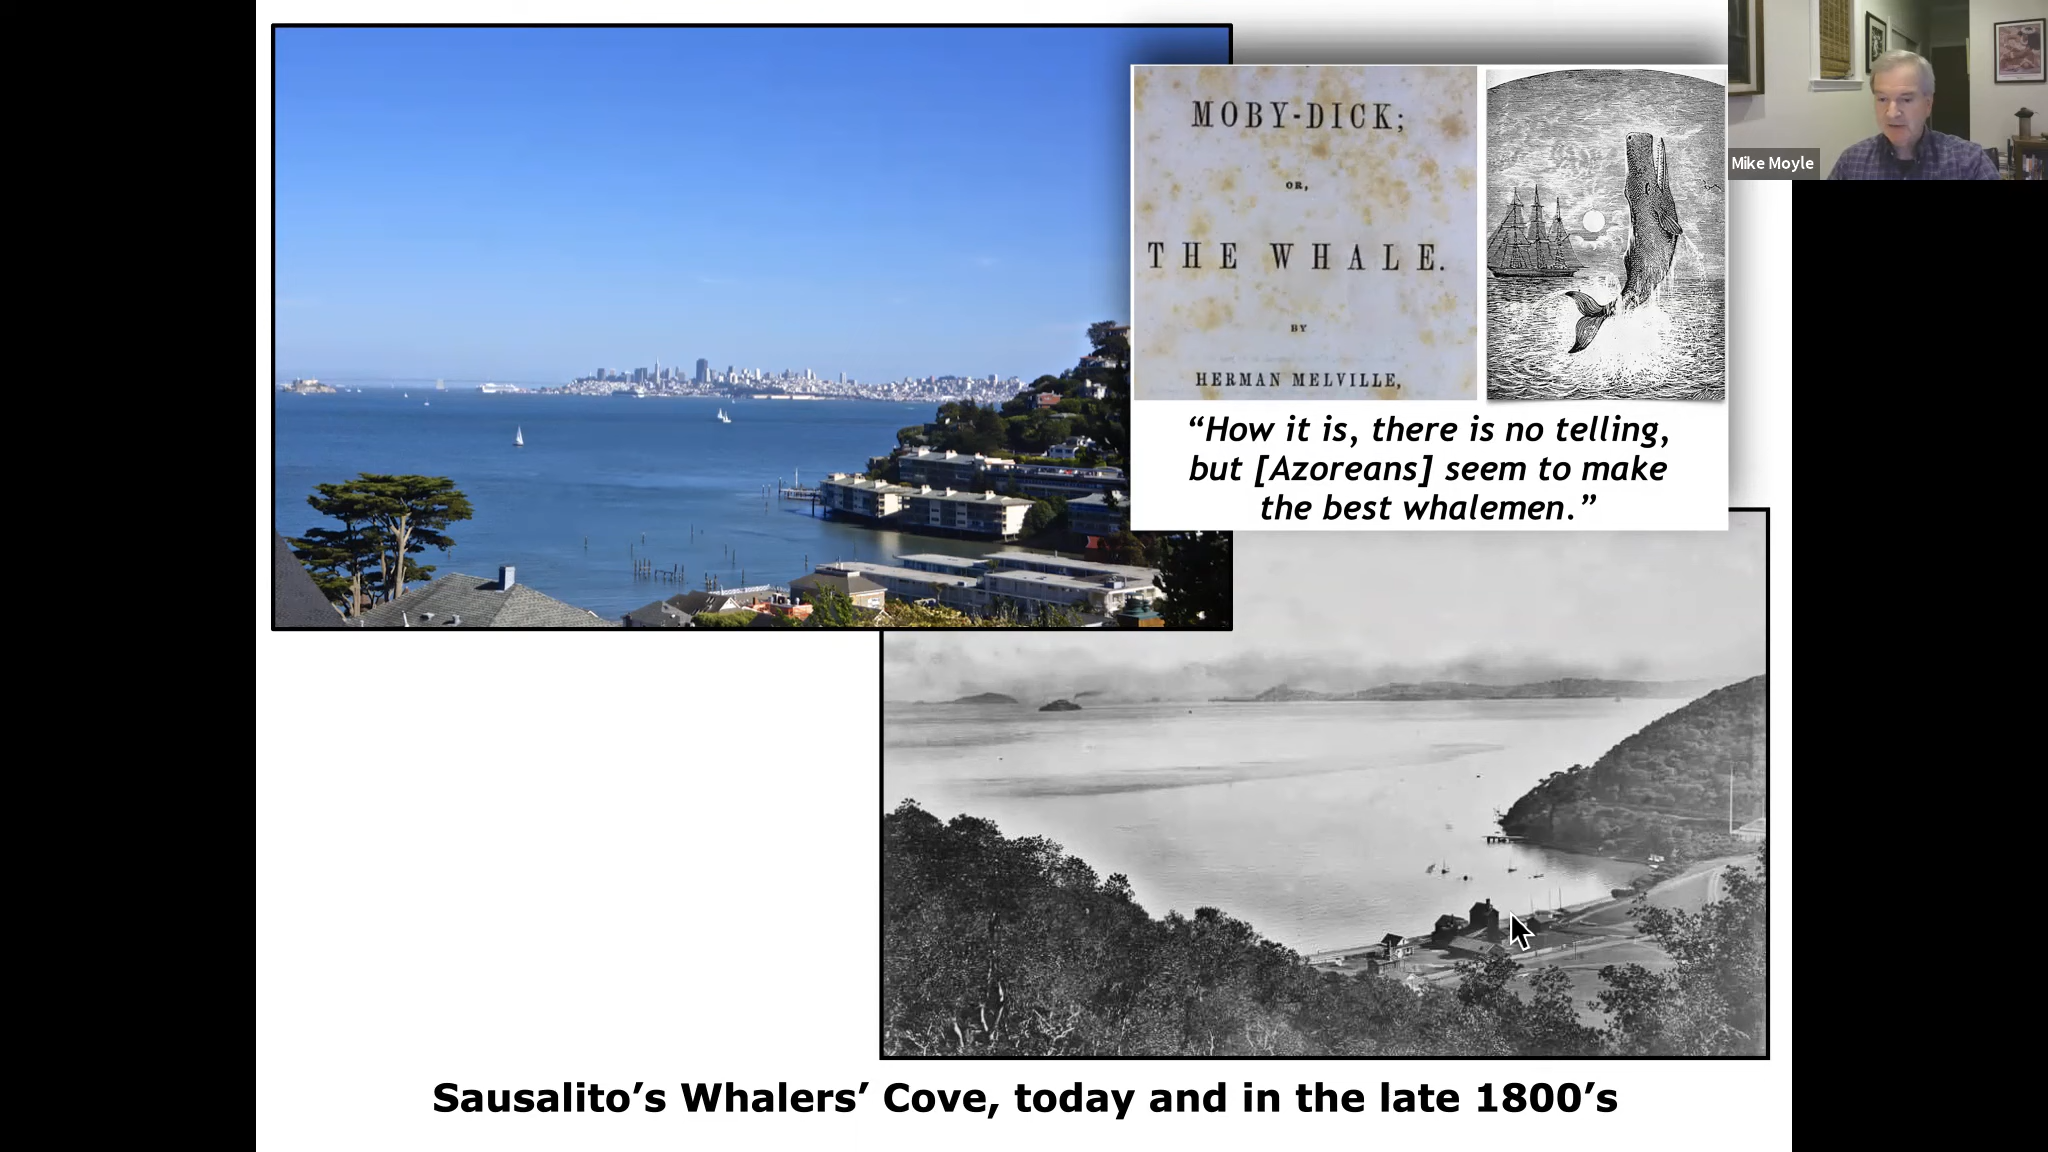 MOBY-DICK;
OR,
THE WHALE.
BY
HERMAN MELVILLE,
“How it is, there is no telling,
but [Azoreans] seem to make
the best whalemen.”
Mike Moyle
Sausalito’s Whalers’ Cove, today and in the late 1800’s